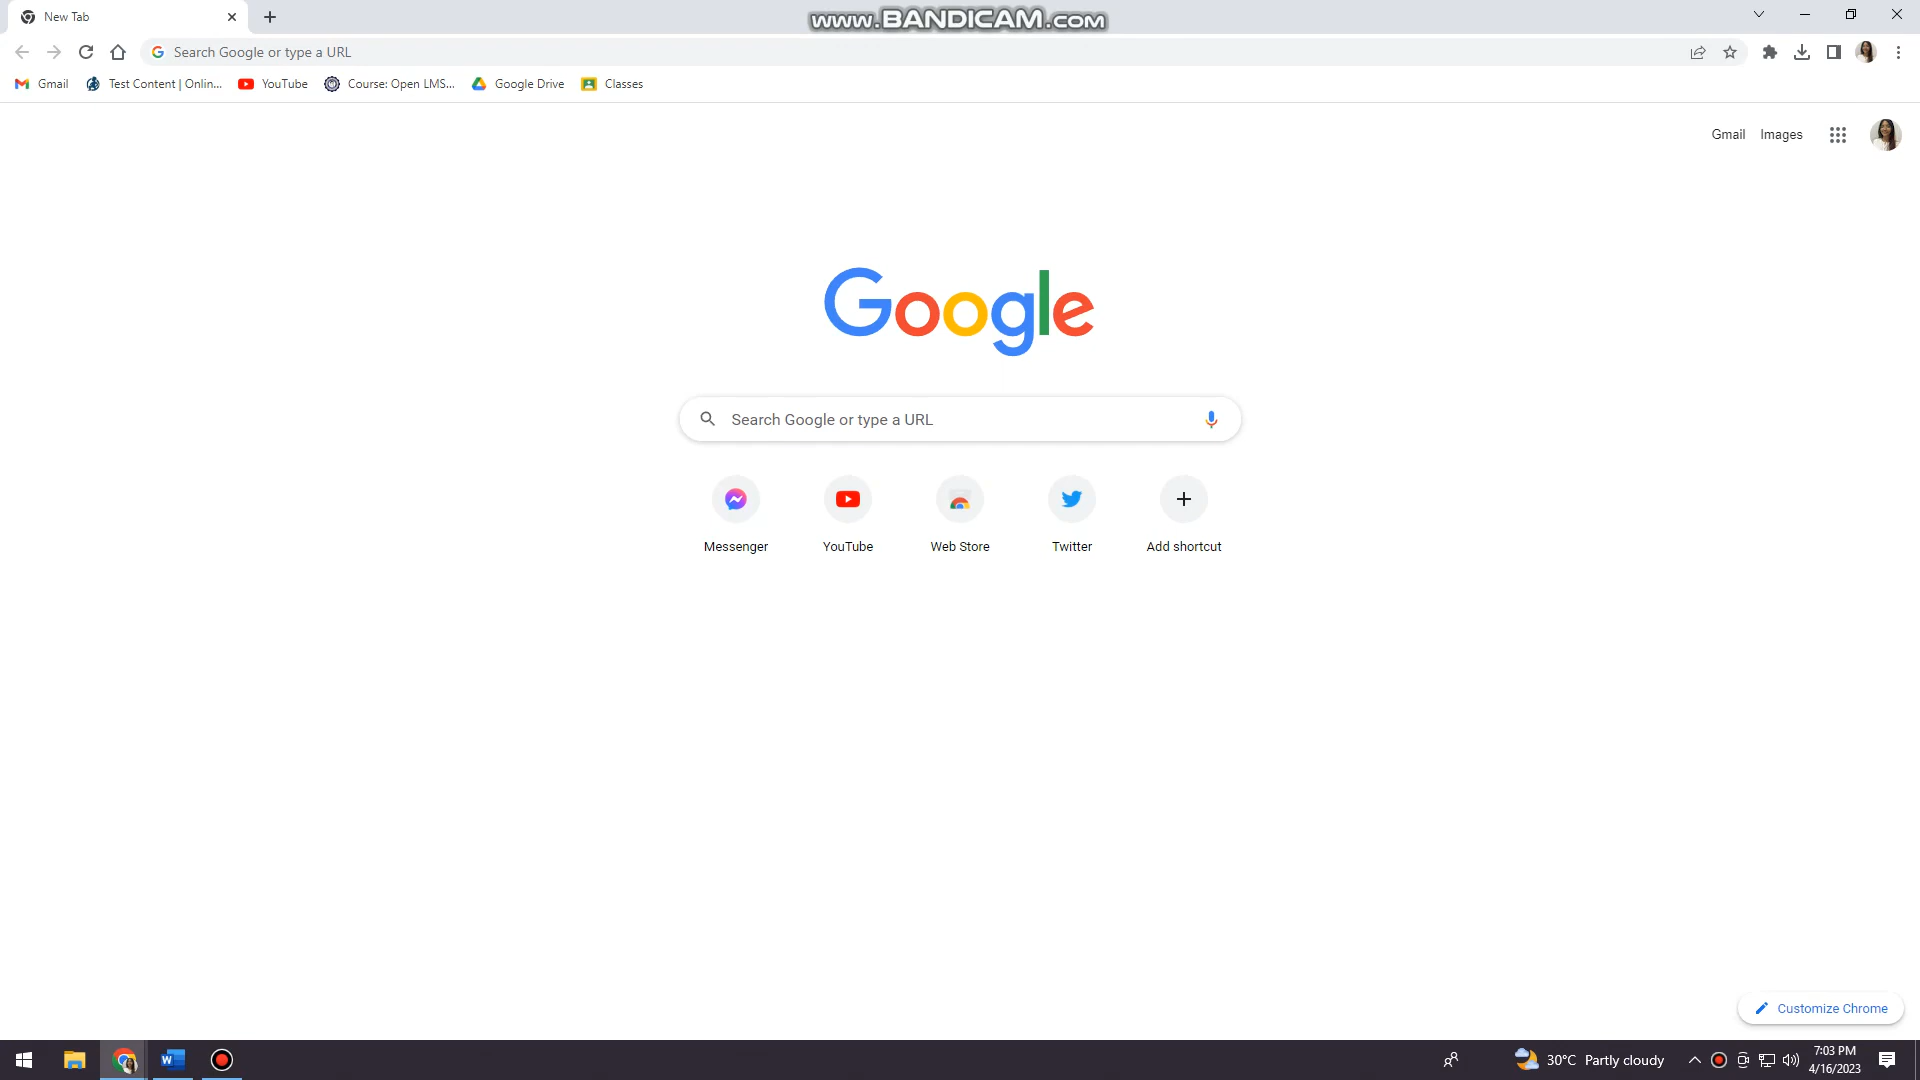 New Tab
www.BANDICAM.com
Search Google or type a URL
Gmail
Test Content | Onlin...
YouTube
Course: Open LMS...
Google Drive
Classes
Gmail
Images
Google
Search Google or type a URL
Messenger
YouTube
Web Store
Twitter
Add shortcut
Customize Chrome
30°C Partly cloudy
7:03 PM
4/16/2023